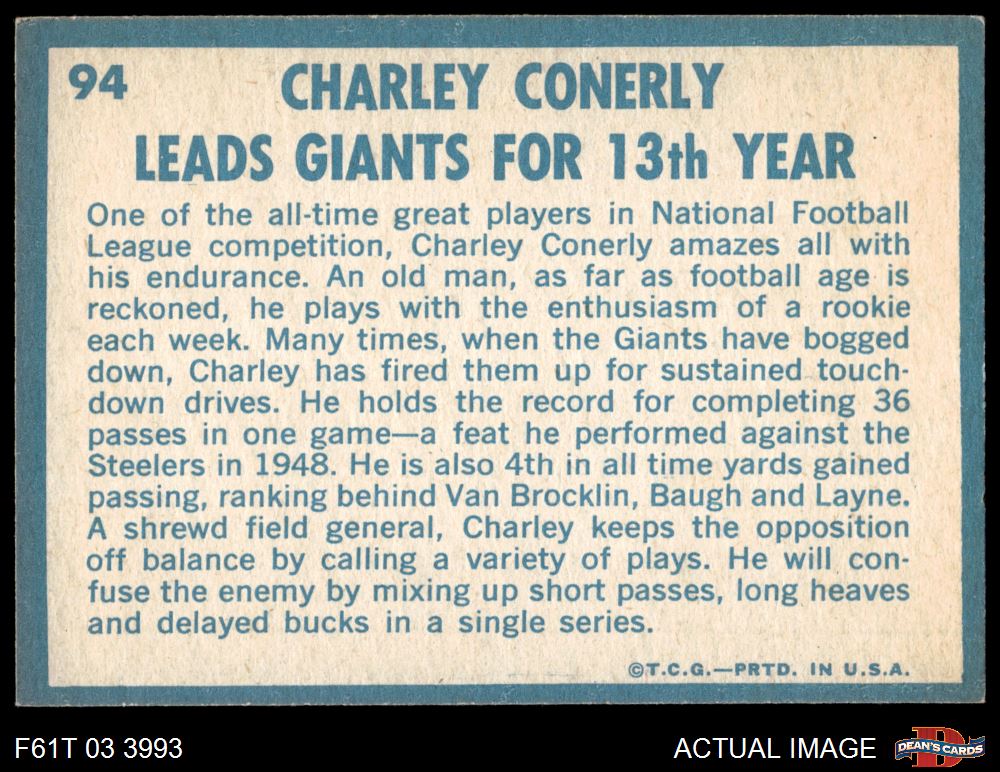 94
CHARLEY CONERLY
LEADS GIANTS FOR 13th YEAR
One of the all-time great players in National Football
League competition, Charley Conerly amazes all with
his endurance. An old man, as far as football age is
reckoned, he plays with the enthusiasm of a rookie
each week. Many times, when the Giants have bogged
down, Charley has fired them up for sustained touch-
down drives. He holds the record for completing 36
passes in one game—a feat he performed against the
Steelers in 1948. He is also 4th in all time yards gained
passing, ranking behind Van Brocklin, Baugh and Layne.
A shrewd field general, Charley keeps the opposition
off balance by calling a variety of plays. He will con-
fuse the enemy by mixing up short passes, long heaves
and delayed bucks in a single series.
©T.C.G.—PRTD. IN U.S.A.
F61T 03 3993
ACTUAL IMAGE
D
DEAN'S CARDS